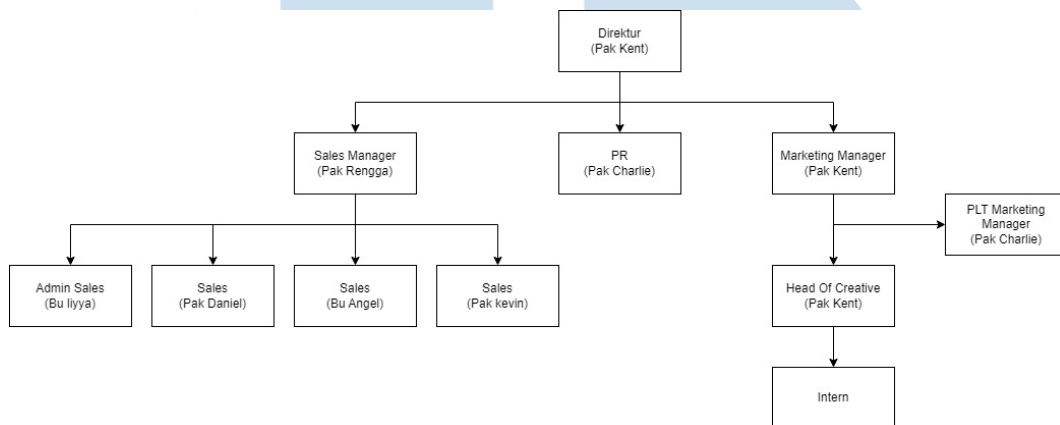 Direktur
(Pak Kent)
Sales Manager
(Pak Rengga)
PR
(Pak Charlie)
Marketing Manager
(Pak Kent)
PLT Marketing
Manager
(Pak Charlie)
Admin Sales
(Bu Iiyya)
Sales
(Pak Daniel)
Sales
(Bu Angel)
Sales
(Pak kevin)
Head Of Creative
(Pak Kent)
Intern